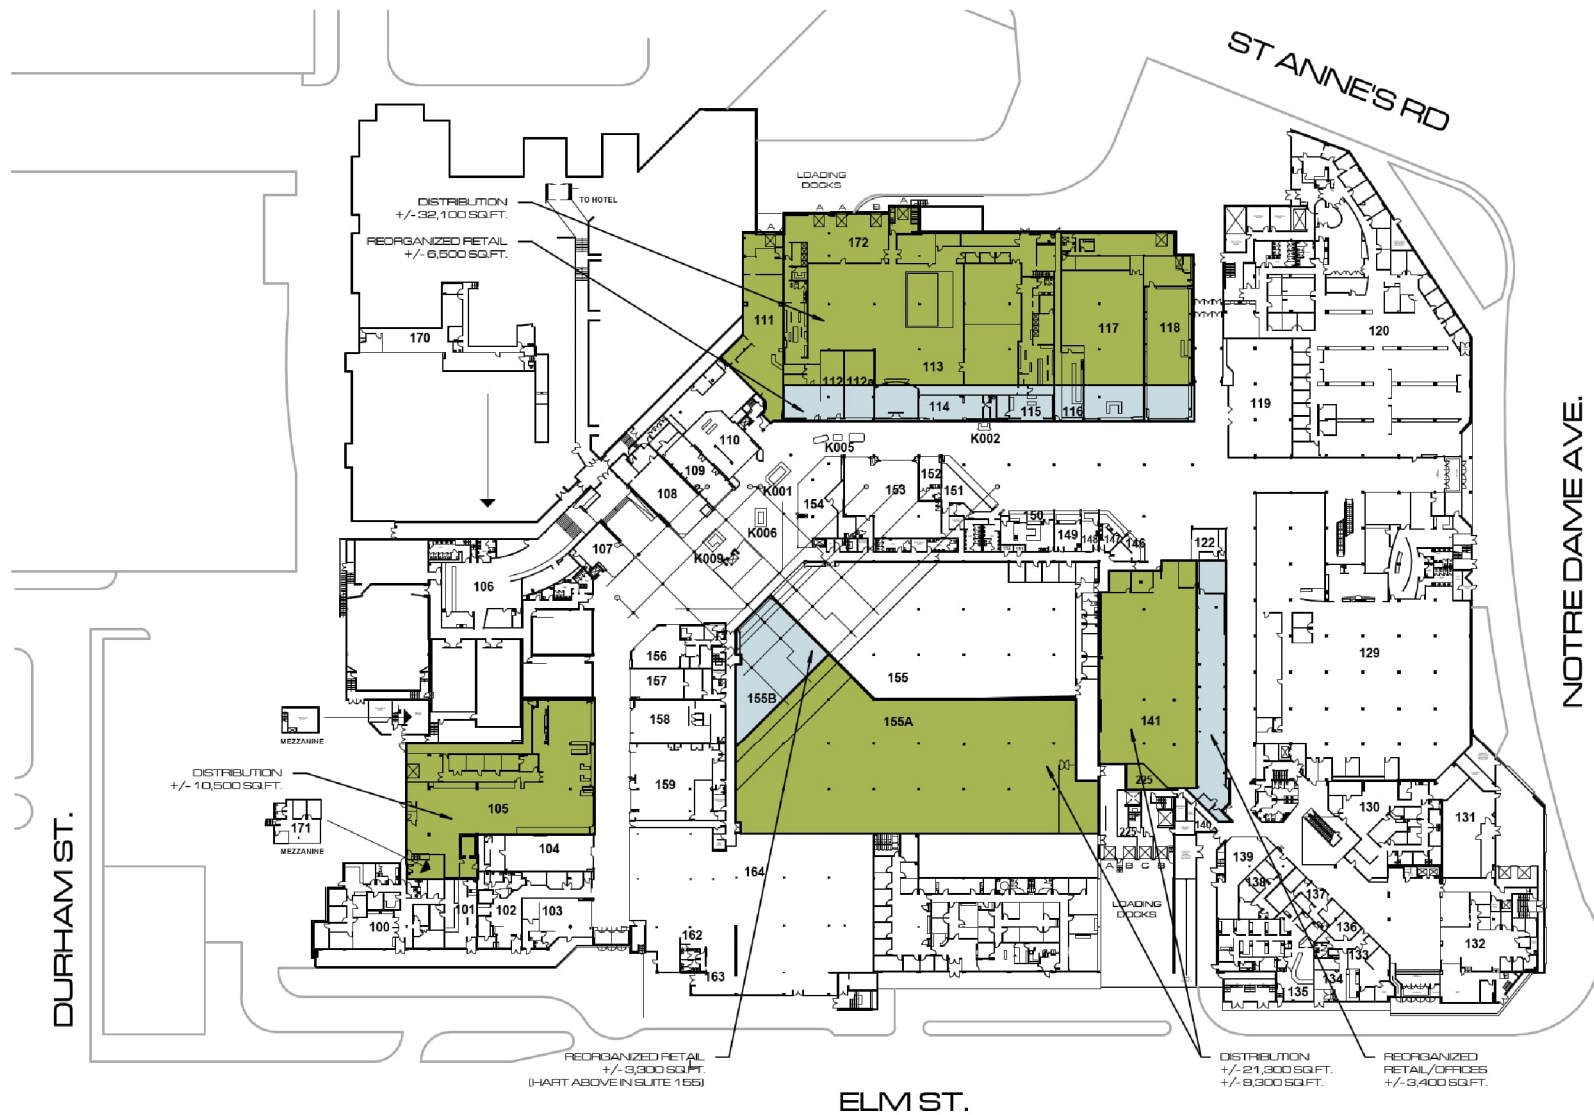 ST ANNE'S RD
LOADING
DOCKS
DISTRIBUTION
+/- 32,100 SQ.FT.
TO HOTEL
REORGANIZED RETAIL
+/- 6,500 SQ.FT.
A
A
A
B
A
172
111
113
117
118
120
170
112
112a
114
115
116
119
K002
K005
110
109
108
K001
154
153
152
151
K006
K009
150
149
148
147
146
122
107
106
NOTRE DAME AVE.
156
157
155
129
158
155B
155A
141
MEZZANINE
DISTRIBUTION
+/- 10,500 SQ.FT.
159
225
105
171
MEZZANINE
130
131
225
140
104
164
A
B
C
B
139
138
137
136
LOADING
DOCKS
101
102
103
100
162
163
132
133
134
135
DURHAM ST.
REORGANIZED RETAIL
+/- 3,300 SQ.FT.
(HART ABOVE IN SUITE 155)
DISTRIBUTION
+/- 21,300 SQ.FT.
+/- 9,300 SQ.FT.
REORGANIZED
RETAIL/OFFICES
+/- 3,400 SQ.FT.
ELM ST.